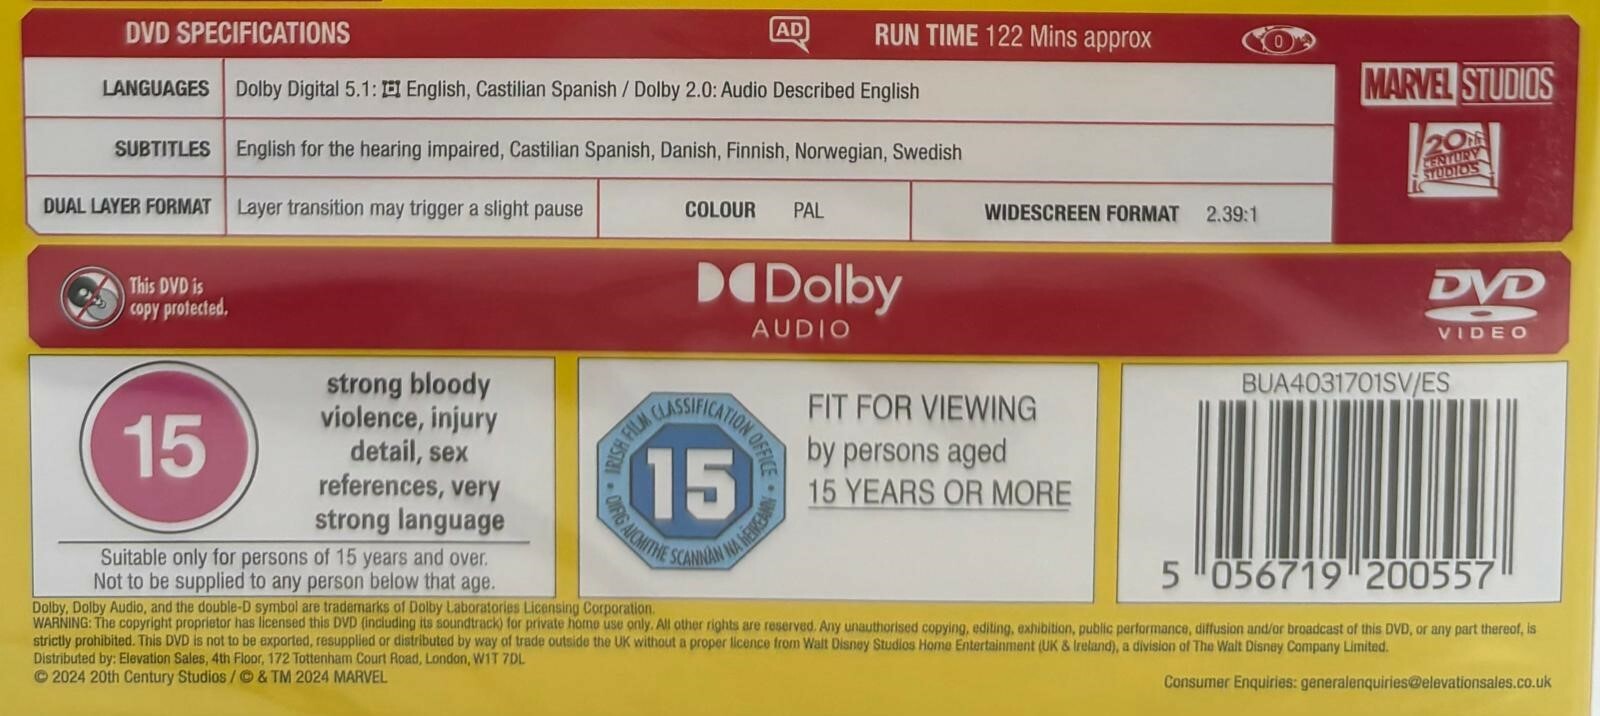 DVD SPECIFICATIONS AD RUN TIME 122 Mins approx 0
LANGUAGES Dolby Digital 5.1: English, Castilian Spanish / Dolby 2.0: Audio Described English
MARVEL STUDIOS
SUBTITLES English for the hearing impaired, Castilian Spanish, Danish, Finnish, Norwegian, Swedish
20th
CENTURY
STUDIOS
DUAL LAYER FORMAT Layer transition may trigger a slight pause COLOUR PAL WIDESCREEN FORMAT 2.39:1
This DVD is
copy protected.
Dolby
AUDIO
DVD
VIDEO
15
strong bloody
violence, injury
detail, sex
references, very
strong language
Suitable only for persons of 15 years and over.
Not to be supplied to any person below that age.
IRISH FILM CLASSIFICATION OFFICE
15
OIFIG AICMITHE SCANNÁN NA hÉIREANN
FIT FOR VIEWING
by persons aged
15 YEARS OR MORE
BUA4031701SV/ES
5 056719 200557
Dolby, Dolby Audio, and the double-D symbol are trademarks of Dolby Laboratories Licensing Corporation.
WARNING: The copyright proprietor has licensed this DVD (including its soundtrack) for private home use only. All other rights are reserved. Any unauthorised copying, editing, exhibition, public performance, diffusion and/or broadcast of this DVD, or any part thereof, is
strictly prohibited. This DVD is not to be exported, resupplied or distributed by way of trade outside the UK without a proper licence from Walt Disney Studios Home Entertainment (UK & Ireland), a division of The Walt Disney Company Limited.
Distributed by: Elevation Sales, 4th Floor, 172 Tottenham Court Road, London, W1T 7DL
© 2024 20th Century Studios / © & TM 2024 MARVEL
Consumer Enquiries: generalenquiries@elevationsales.co.uk